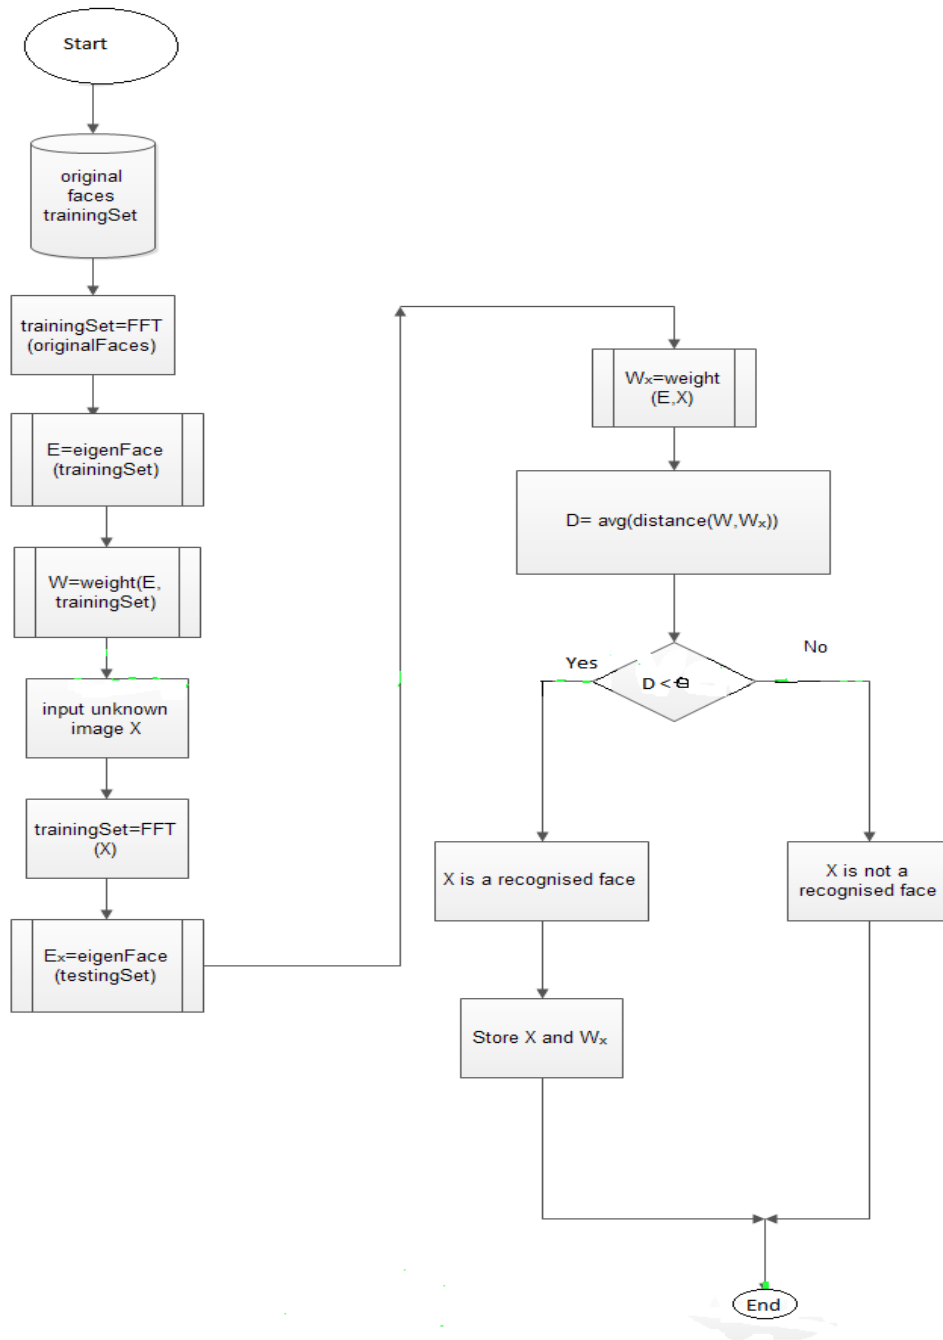 Start
original
faces
trainingSet
trainingSet=FFT
(originalFaces)
E=eigenFace
(trainingSet)
W=weight(E,
trainingSet)
input unknown
image X
trainingSet=FFT
(X)
Eₓ=eigenFace
(testingSet)
Wₓ=weight
(E,X)
D= avg(distance(W,Wₓ))
D <
Yes
No
X is a recognised face
X is not a
recognised face
Store X and Wₓ
End